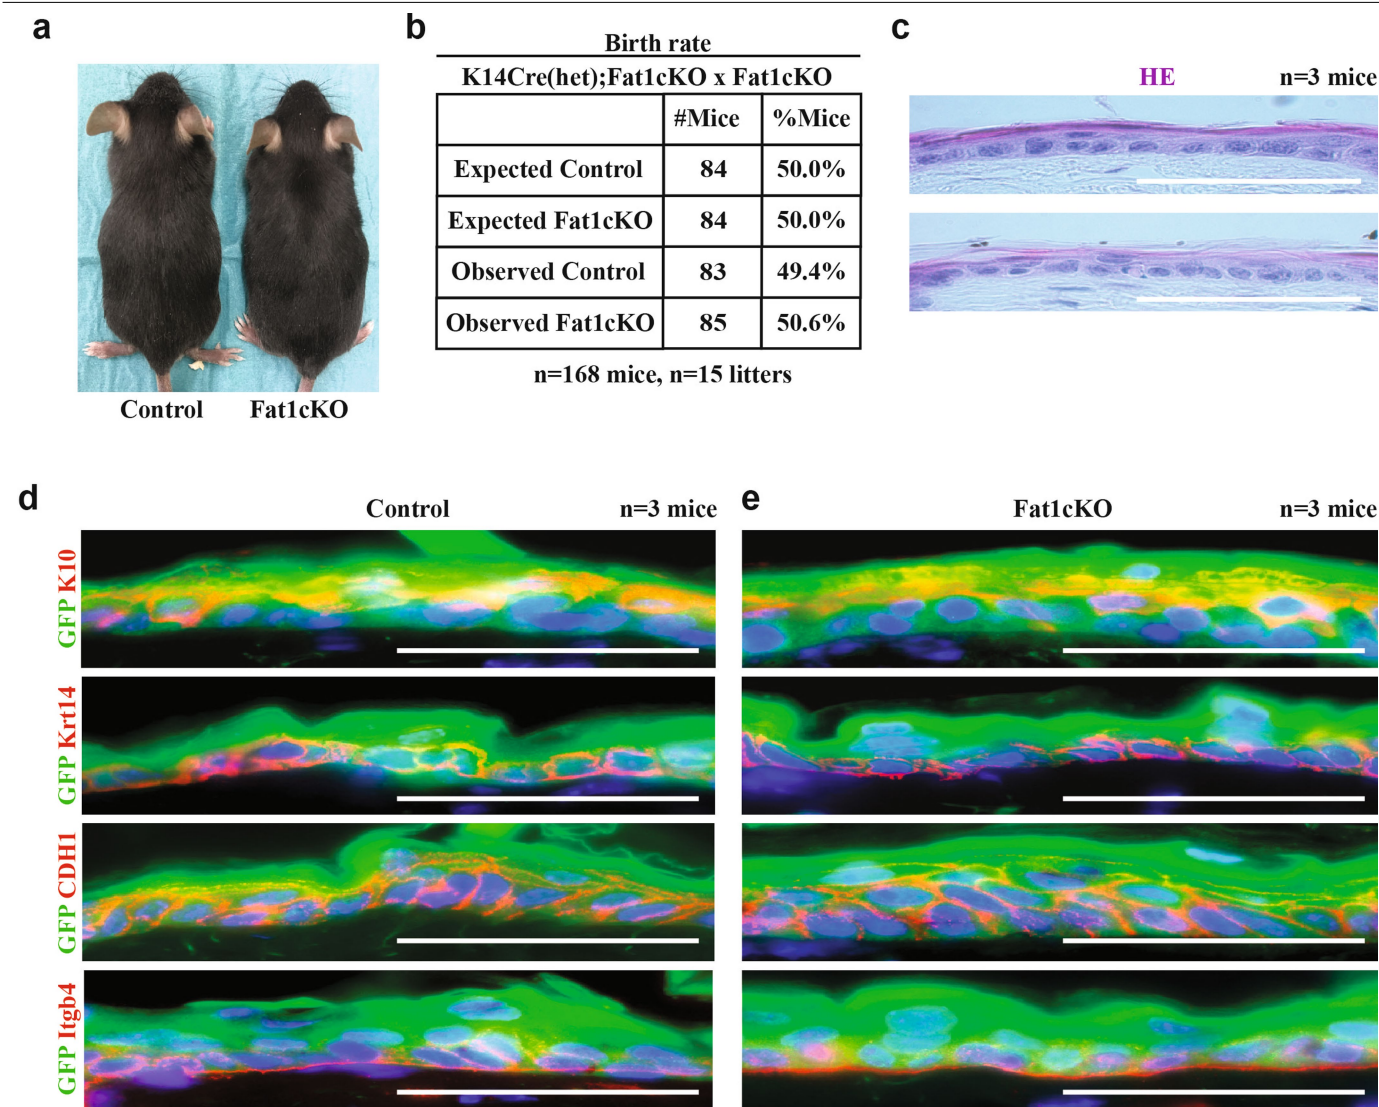 a
Control Fat1cKO
b
Birth rate
K14Cre(het);Fat1cKO x Fat1cKO
#Mice %Mice
Expected Control 84 50.0%
Expected Fat1cKO 84 50.0%
Observed Control 83 49.4%
Observed Fat1cKO 85 50.6%
n=168 mice, n=15 litters
c
HE n=3 mice
d
Control n=3 mice
GFP K10
GFP Krt14
GFP CDH1
GFP Itgb4
e
Fat1cKO n=3 mice